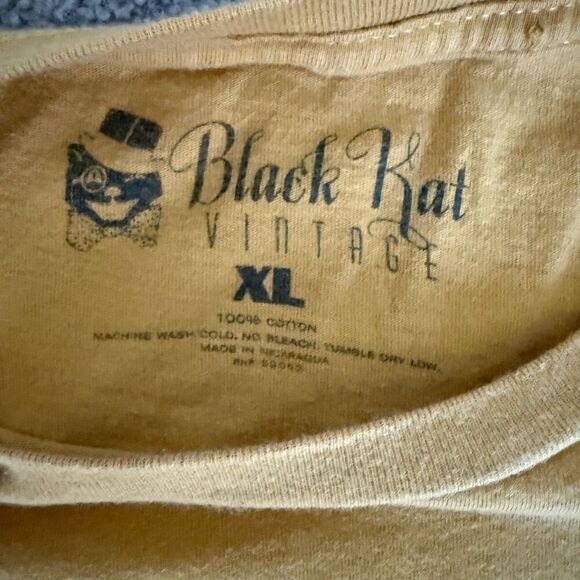 Black Kat
VINTAGE
XL
100% COTTON
MACHINE WASH COLD. NO BLEACH. TUMBLE DRY LOW.
MADE IN NICARAGUA